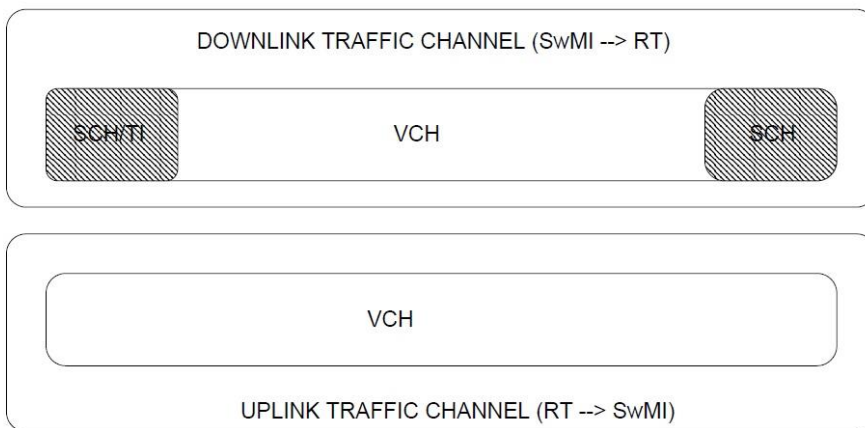 DOWNLINK TRAFFIC CHANNEL (SwMI --> RT)
SCH/TI VCH SCH
VCH
UPLINK TRAFFIC CHANNEL (RT --> SwMI)